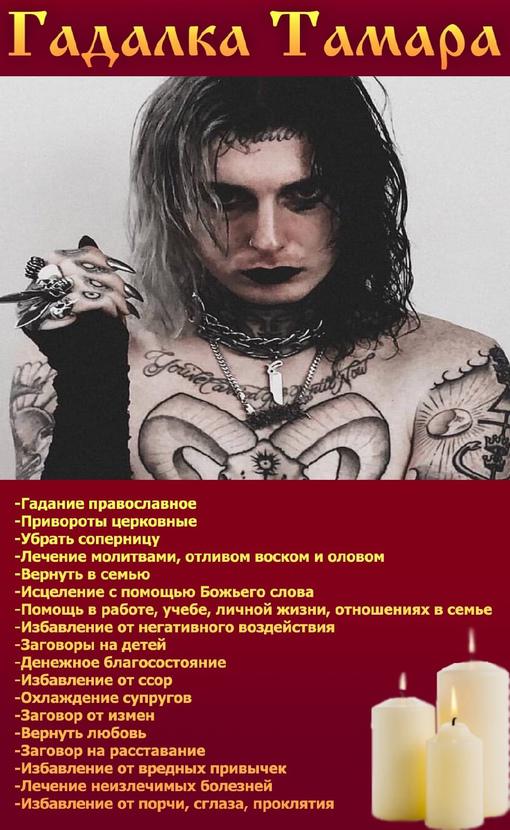 Гадалка Тамара
-Гадание православное
-Привороты церковные
-Убрать соперницу
-Лечение молитвами, отливом воском и оловом
-Вернуть в семью
-Исцеление с помощью Божьего слова
-Помощь в работе, учебе, личной жизни, отношениях в семье
-Избавление от негативного воздействия
-Заговоры на детей
-Денежное благосостояние
-Избавление от ссор
-Охлаждение супругов
-Заговор от измен
-Вернуть любовь
-Заговор на расставание
-Избавление от вредных привычек
-Лечение неизлечимых болезней
-Избавление от порчи, сглаза, проклятия